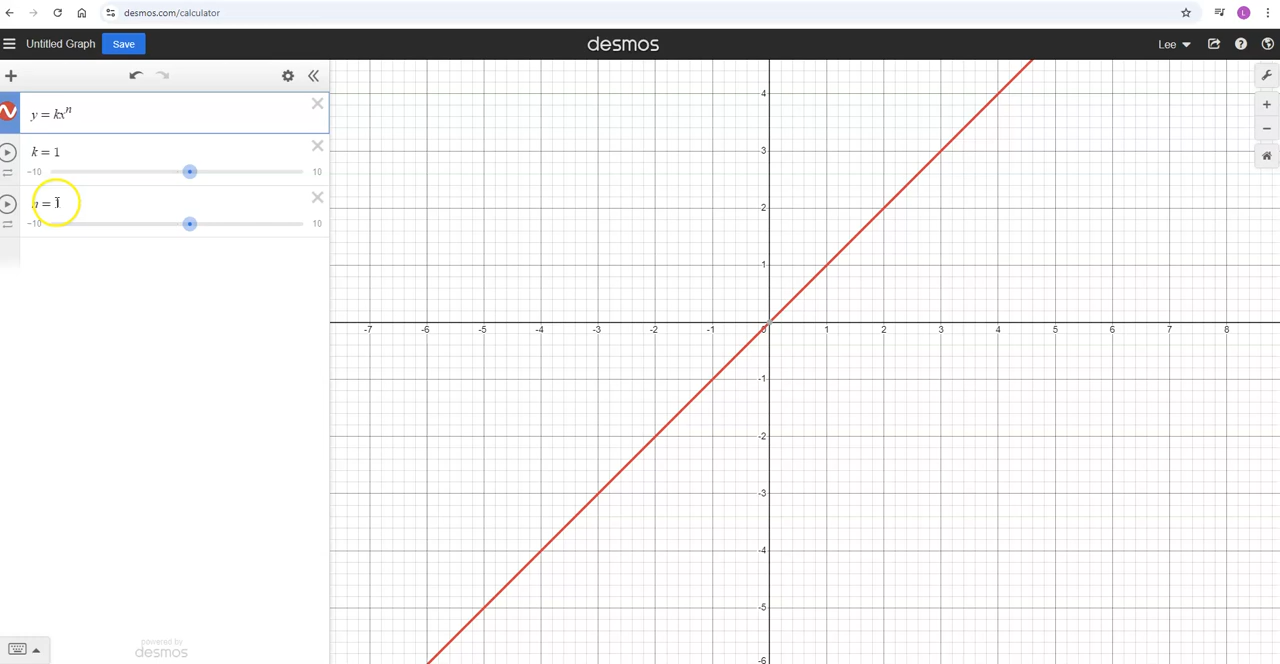 desmos.com/calculator
L
Untitled Graph
Save
desmos
Lee
?
y = kxⁿ
k = 1
-10
10
n = 1
-10
10
4
3
2
1
-7 -6 -5 -4 -3 -2 -1 0 1 2 3 4 5 6 7 8
-1
-2
-3
-4
-5
-6
powered by
desmos